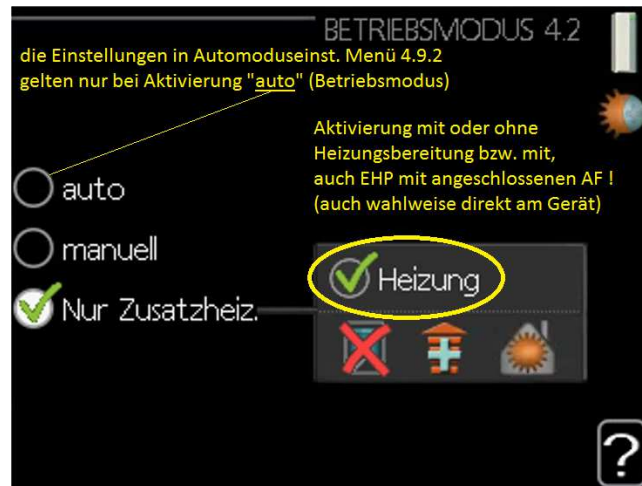 BETRIEBSMODUS 4.2
die Einstellungen in Automoduseinst. Menü 4.9.2
gelten nur bei Aktivierung "auto" (Betriebsmodus)
Aktivierung mit oder ohne
Heizungsbereitung bzw. mit,
auch EHP mit angeschlossenen AF !
(auch wahlweise direkt am Gerät)
auto
manuell
Nur Zusatzheiz.
Heizung
?